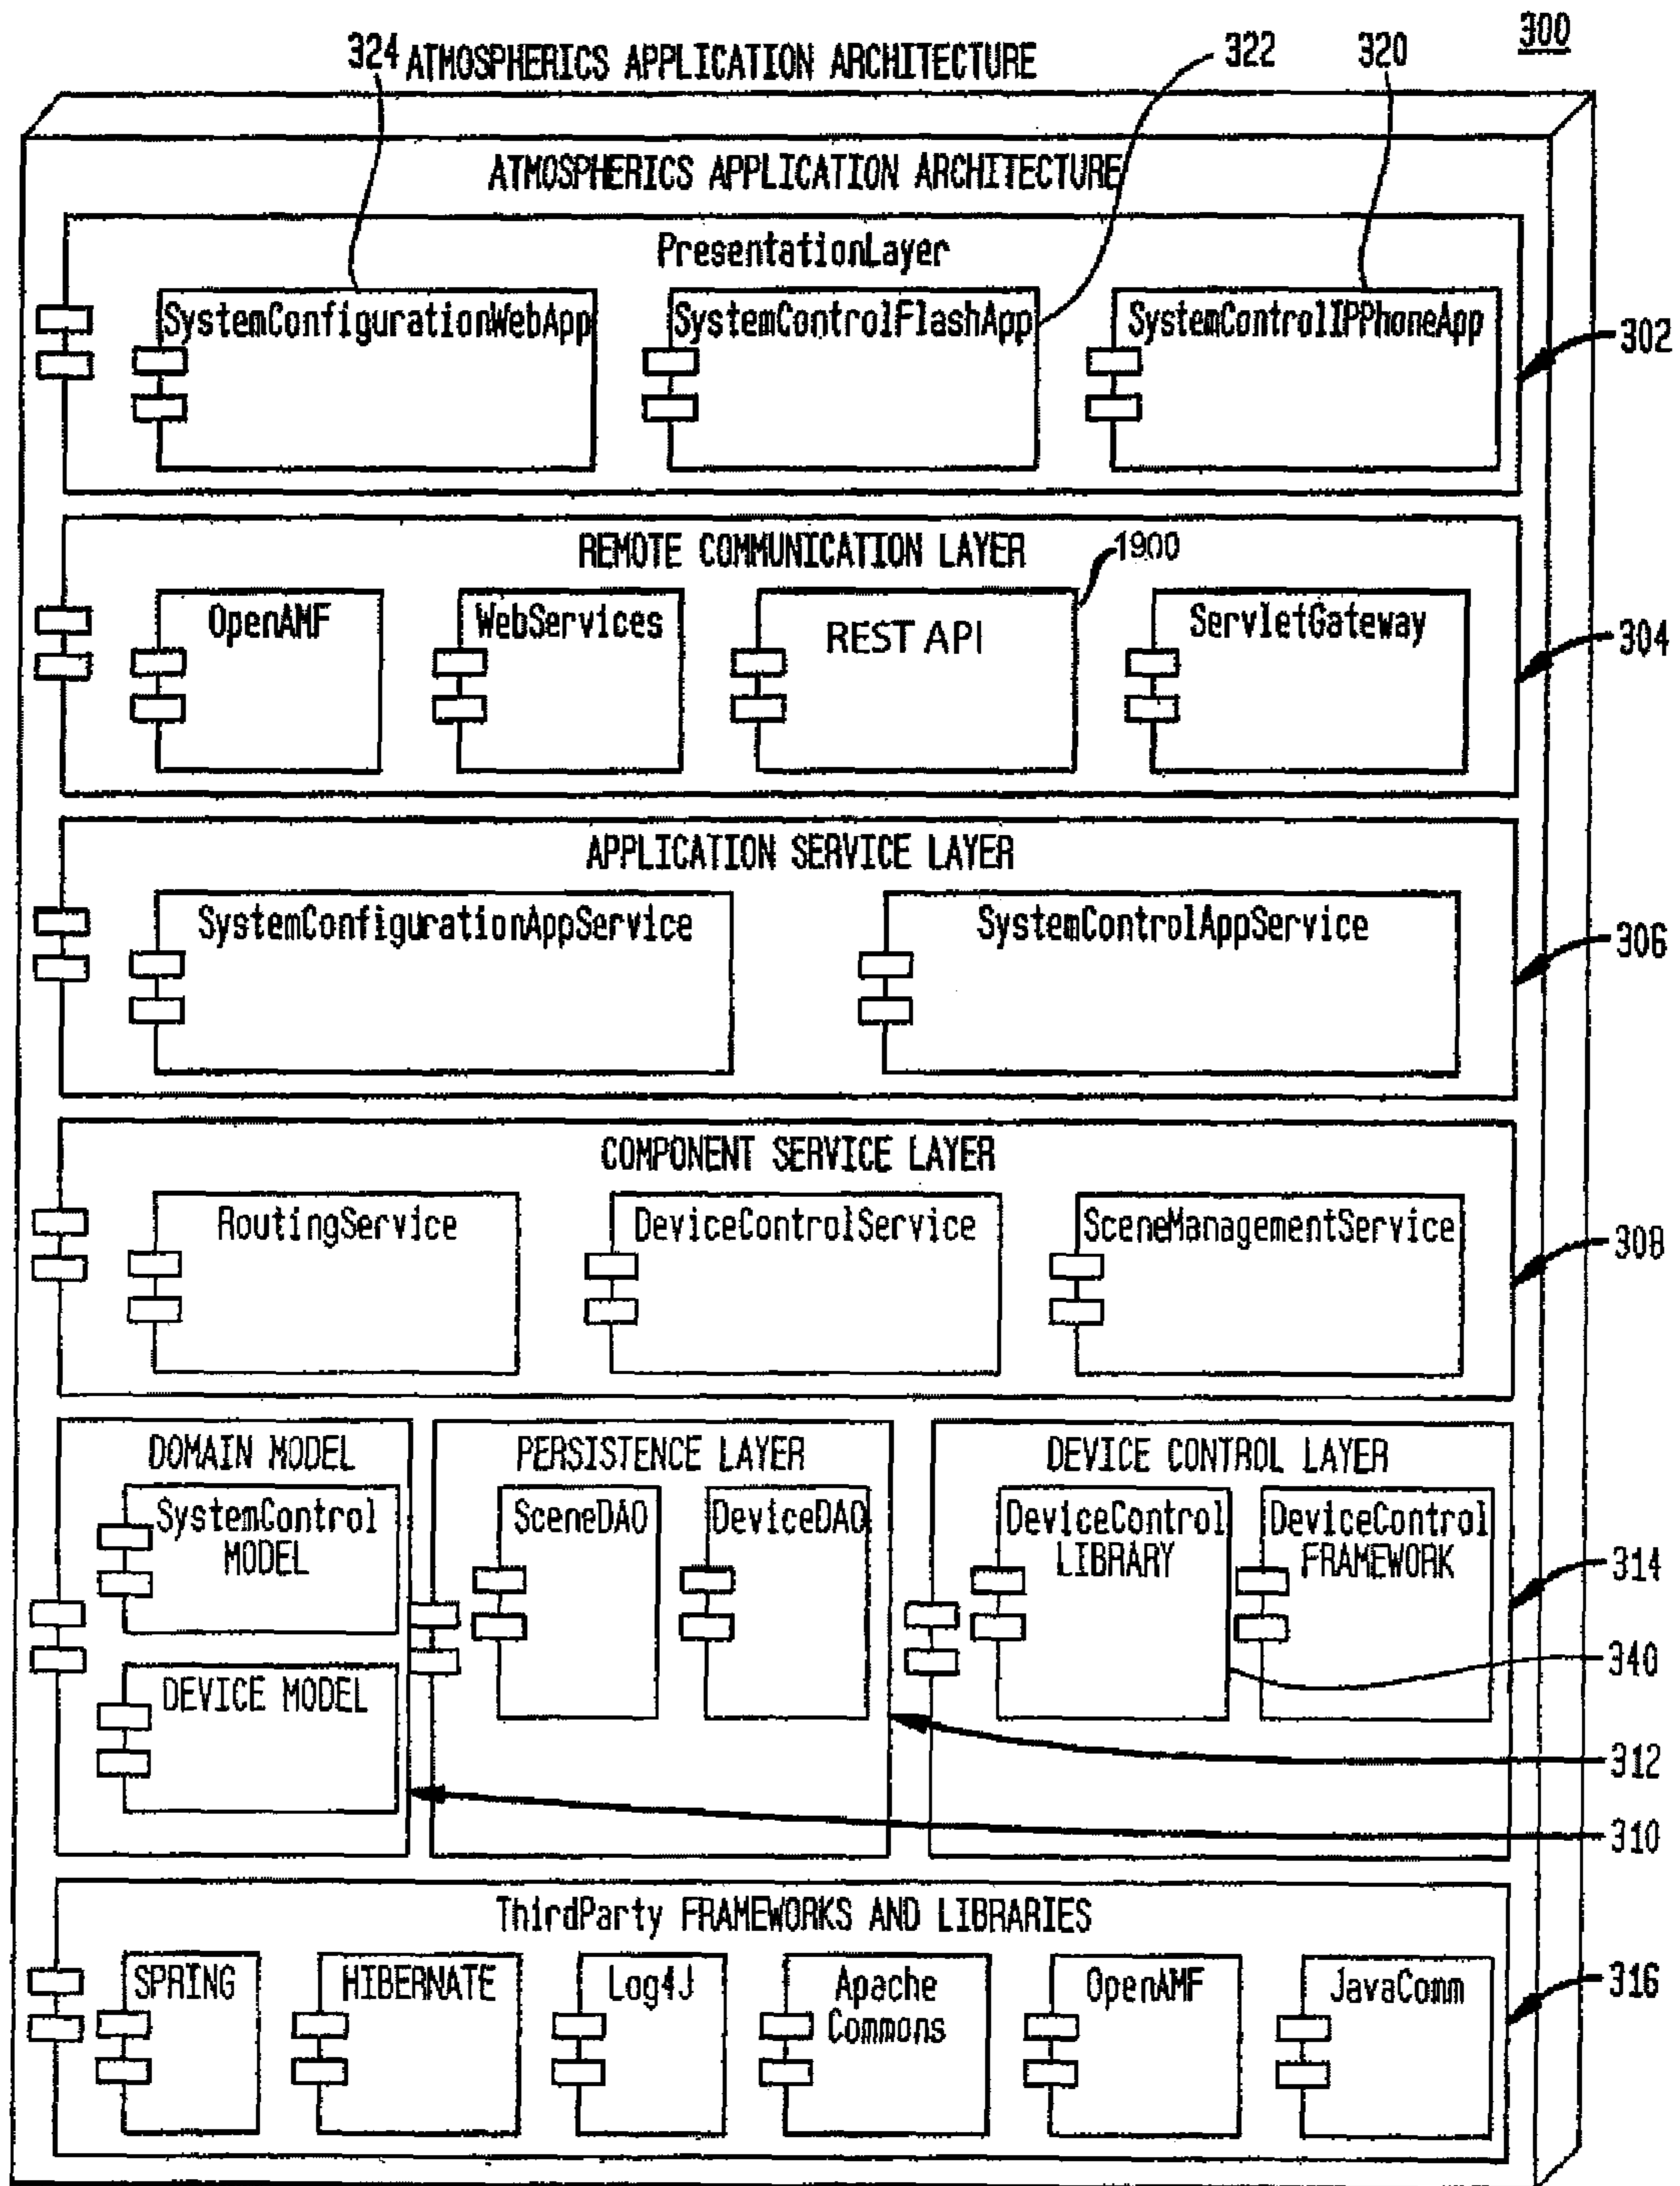 300
324
ATMOSPHERICS APPLICATION ARCHITECTURE
322
320
ATMOSPHERICS APPLICATION ARCHITECTURE
PresentationLayer
SystemConfigurationWebApp
SystemControlFlashApp
SystemControlIPPhoneApp
302
REMOTE COMMUNICATION LAYER
1900
OpenAMF
WebServices
REST API
ServletGateway
304
APPLICATION SERVICE LAYER
SystemConfigurationAppService
SystemControlAppService
306
COMPONENT SERVICE LAYER
RoutingService
DeviceControlService
SceneManagementService
308
DOMAIN MODEL
SystemControl
MODEL
DEVICE MODEL
310
PERSISTENCE LAYER
SceneDAO
DeviceDAO
312
DEVICE CONTROL LAYER
DeviceControl
LIBRARY
DeviceControl
FRAMEWORK
314
340
ThirdParty FRAMEWORKS AND LIBRARIES
SPRING
HIBERNATE
Log4J
Apache
Commons
OpenAMF
JavaComm
316